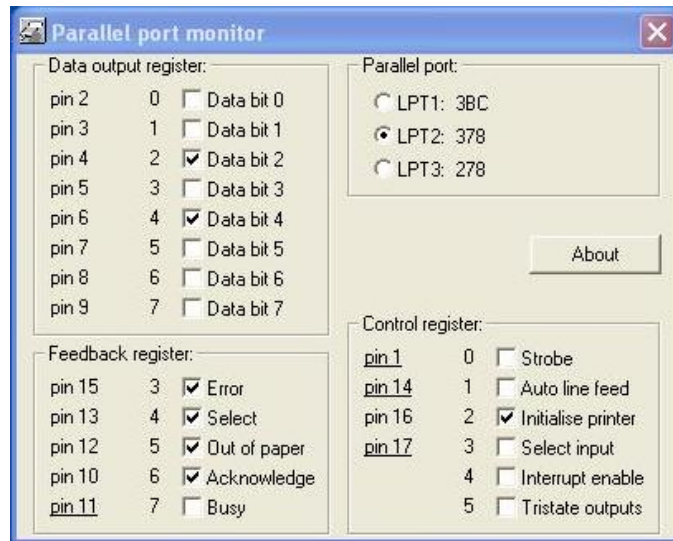 Parallel port monitor
Data output register:
pin 2 0 Data bit 0
pin 3 1 Data bit 1
pin 4 2 Data bit 2
pin 5 3 Data bit 3
pin 6 4 Data bit 4
pin 7 5 Data bit 5
pin 8 6 Data bit 6
pin 9 7 Data bit 7
Parallel port:
LPT1: 3BC
LPT2: 378
LPT3: 278
About
Feedback register:
pin 15 3 Error
pin 13 4 Select
pin 12 5 Out of paper
pin 10 6 Acknowledge
pin 11 7 Busy
Control register:
pin 1 0 Strobe
pin 14 1 Auto line feed
pin 16 2 Initialise printer
pin 17 3 Select input
4 Interrupt enable
5 Tristate outputs